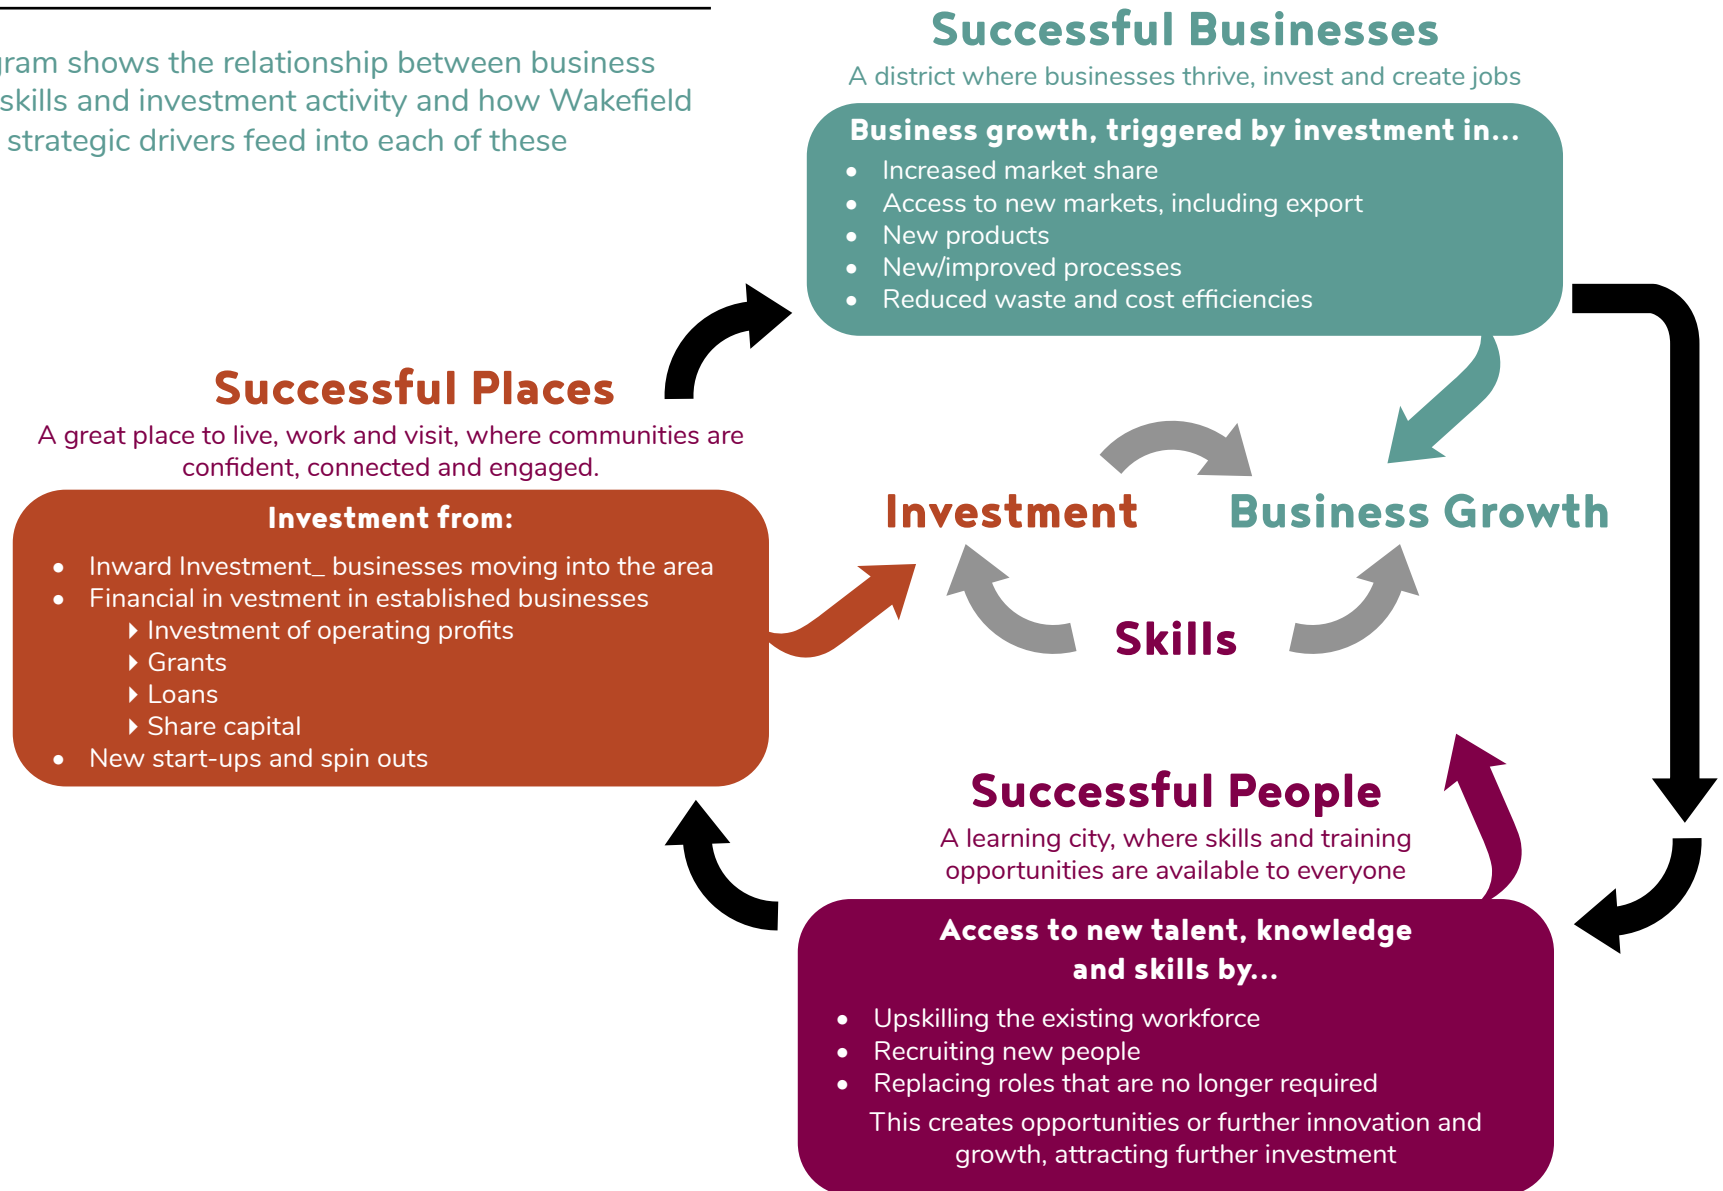 gram shows the relationship between business
skills and investment activity and how Wakefield
strategic drivers feed into each of these
Successful Businesses
A district where businesses thrive, invest and create jobs
Business growth, triggered by investment in...
• Increased market share
• Access to new markets, including export
• New products
• New/improved processes
• Reduced waste and cost efficiencies
Successful Places
A great place to live, work and visit, where communities are
confident, connected and engaged.
Investment from:
• Inward Investment_ businesses moving into the area
• Financial in vestment in established businesses
Investment of operating profits
Grants
Loans
Share capital
• New start-ups and spin outs
Investment
Business Growth
Skills
Successful People
A learning city, where skills and training
opportunities are available to everyone
Access to new talent, knowledge
and skills by...
• Upskilling the existing workforce
• Recruiting new people
• Replacing roles that are no longer required
This creates opportunities or further innovation and
growth, attracting further investment